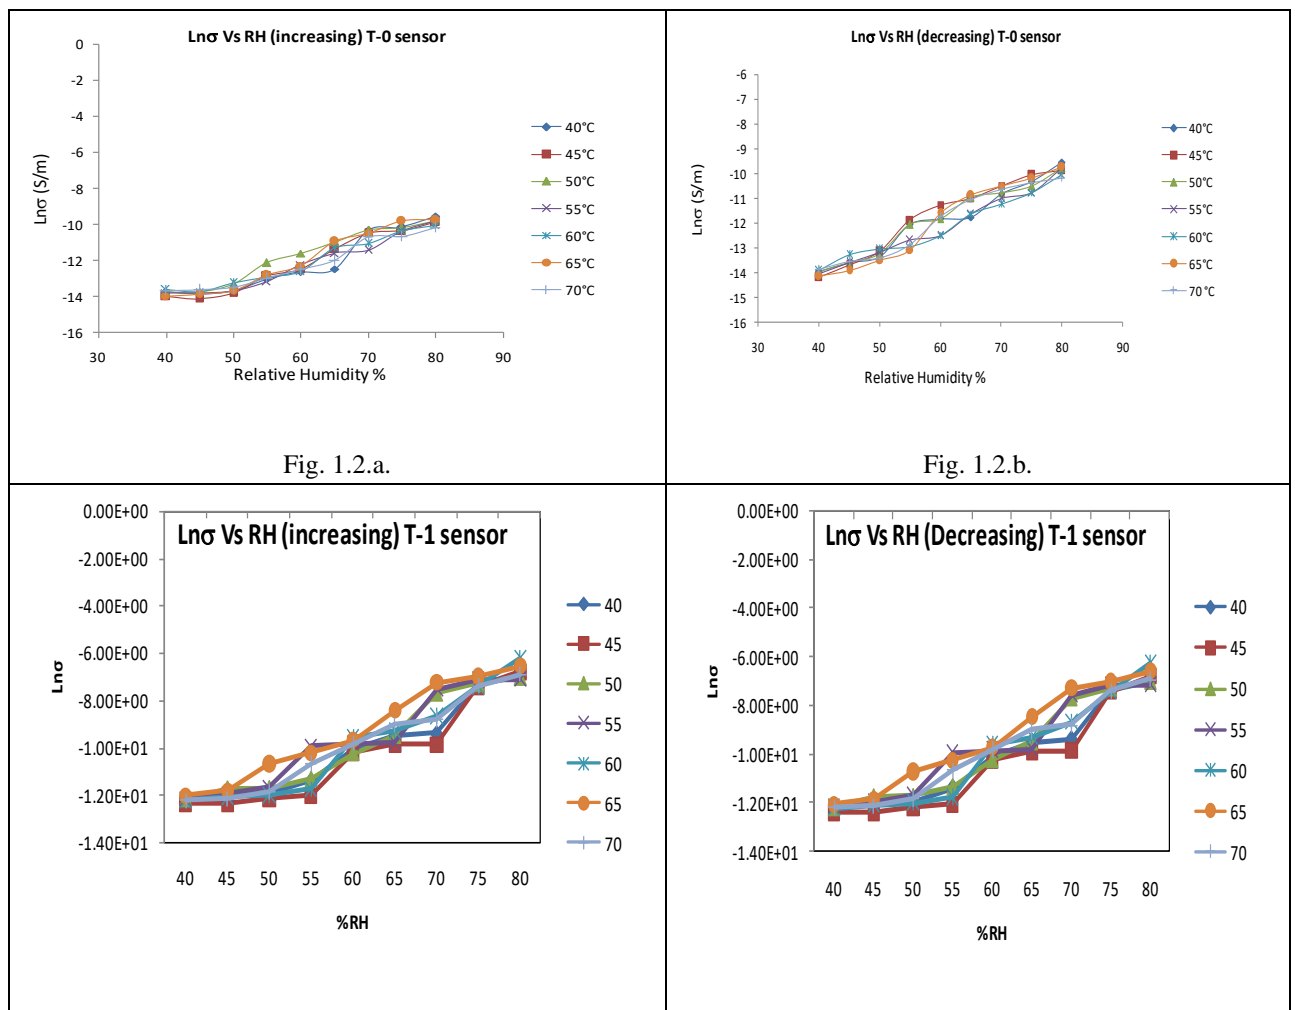 Lnσ Vs RH (increasing) T-0 sensor
0
-2
-4
-6
-8
-10
-12
-14
-16
30 40 50 60 70 80 90
Lnσ (S/m)
Relative Humidity %
40°C
45°C
50°C
55°C
60°C
65°C
70°C
Fig. 1.2.a.
Lnσ Vs RH (decreasing) T-0 sensor
-6
-7
-8
-9
-10
-11
-12
-13
-14
-15
-16
30 40 50 60 70 80 90
Lnσ (S/m)
Relative Humidity %
40°C
45°C
50°C
55°C
60°C
65°C
70°C
Fig. 1.2.b.
Lnσ Vs RH (increasing) T-1 sensor
0.00E+00
-2.00E+00
-4.00E+00
-6.00E+00
-8.00E+00
-1.00E+01
-1.20E+01
-1.40E+01
40 45 50 55 60 65 70 75 80
Lnσ
%RH
40
45
50
55
60
65
70
Lnσ Vs RH (Decreasing) T-1 sensor
0.00E+00
-2.00E+00
-4.00E+00
-6.00E+00
-8.00E+00
-1.00E+01
-1.20E+01
-1.40E+01
40 45 50 55 60 65 70 75 80
Lnσ
%RH
40
45
50
55
60
65
70